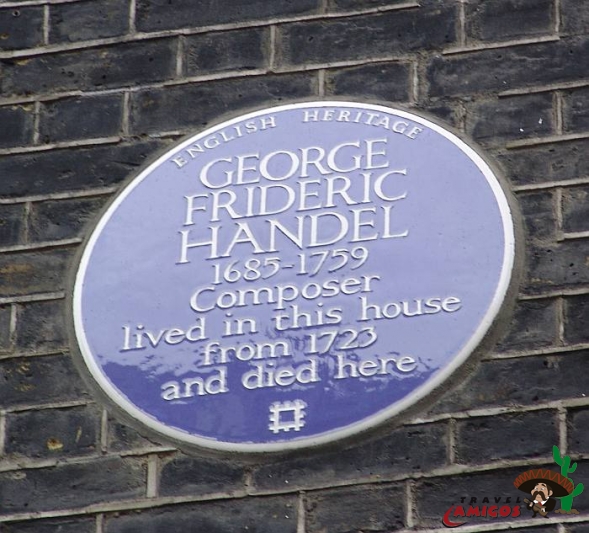 ENGLISH HERITAGE
GEORGE
FRIDERIC
HANDEL
1685-1759
Composer
lived in this house
from 1723
and died here
TRAVEL
AMIGOS